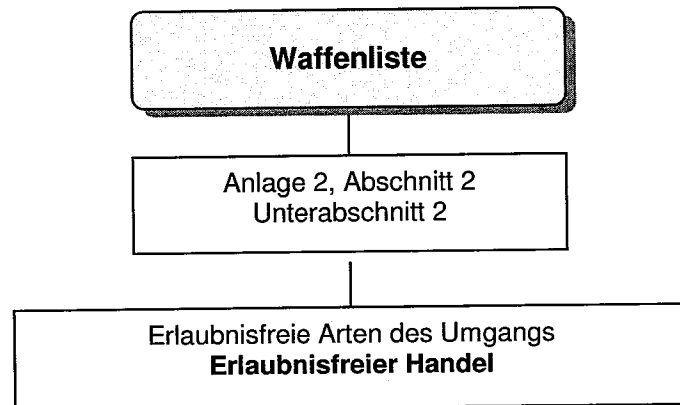 Waffenliste
Anlage 2, Abschnitt 2
Unterabschnitt 2
Erlaubnisfreie Arten des Umgangs
Erlaubnisfreier Handel